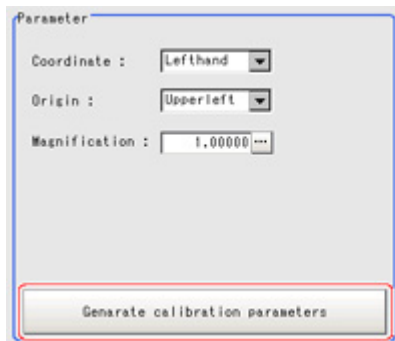 Parameter
Coordinate : Lefthand
Origin : Upperleft
Magnification : 1.00000 ...
Genarate calibration parameters